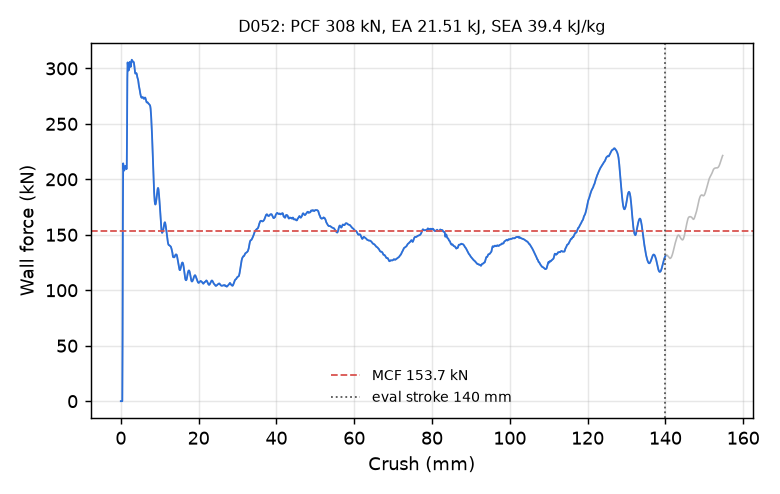 D052: PCF 308 kN, EA 21.51 kJ, SEA 39.4 kJ/kg
Wall force (kN)
300
250
200
150
100
50
0
MCF 153.7 kN
eval stroke 140 mm
0 20 40 60 80 100 120 140 160
Crush (mm)